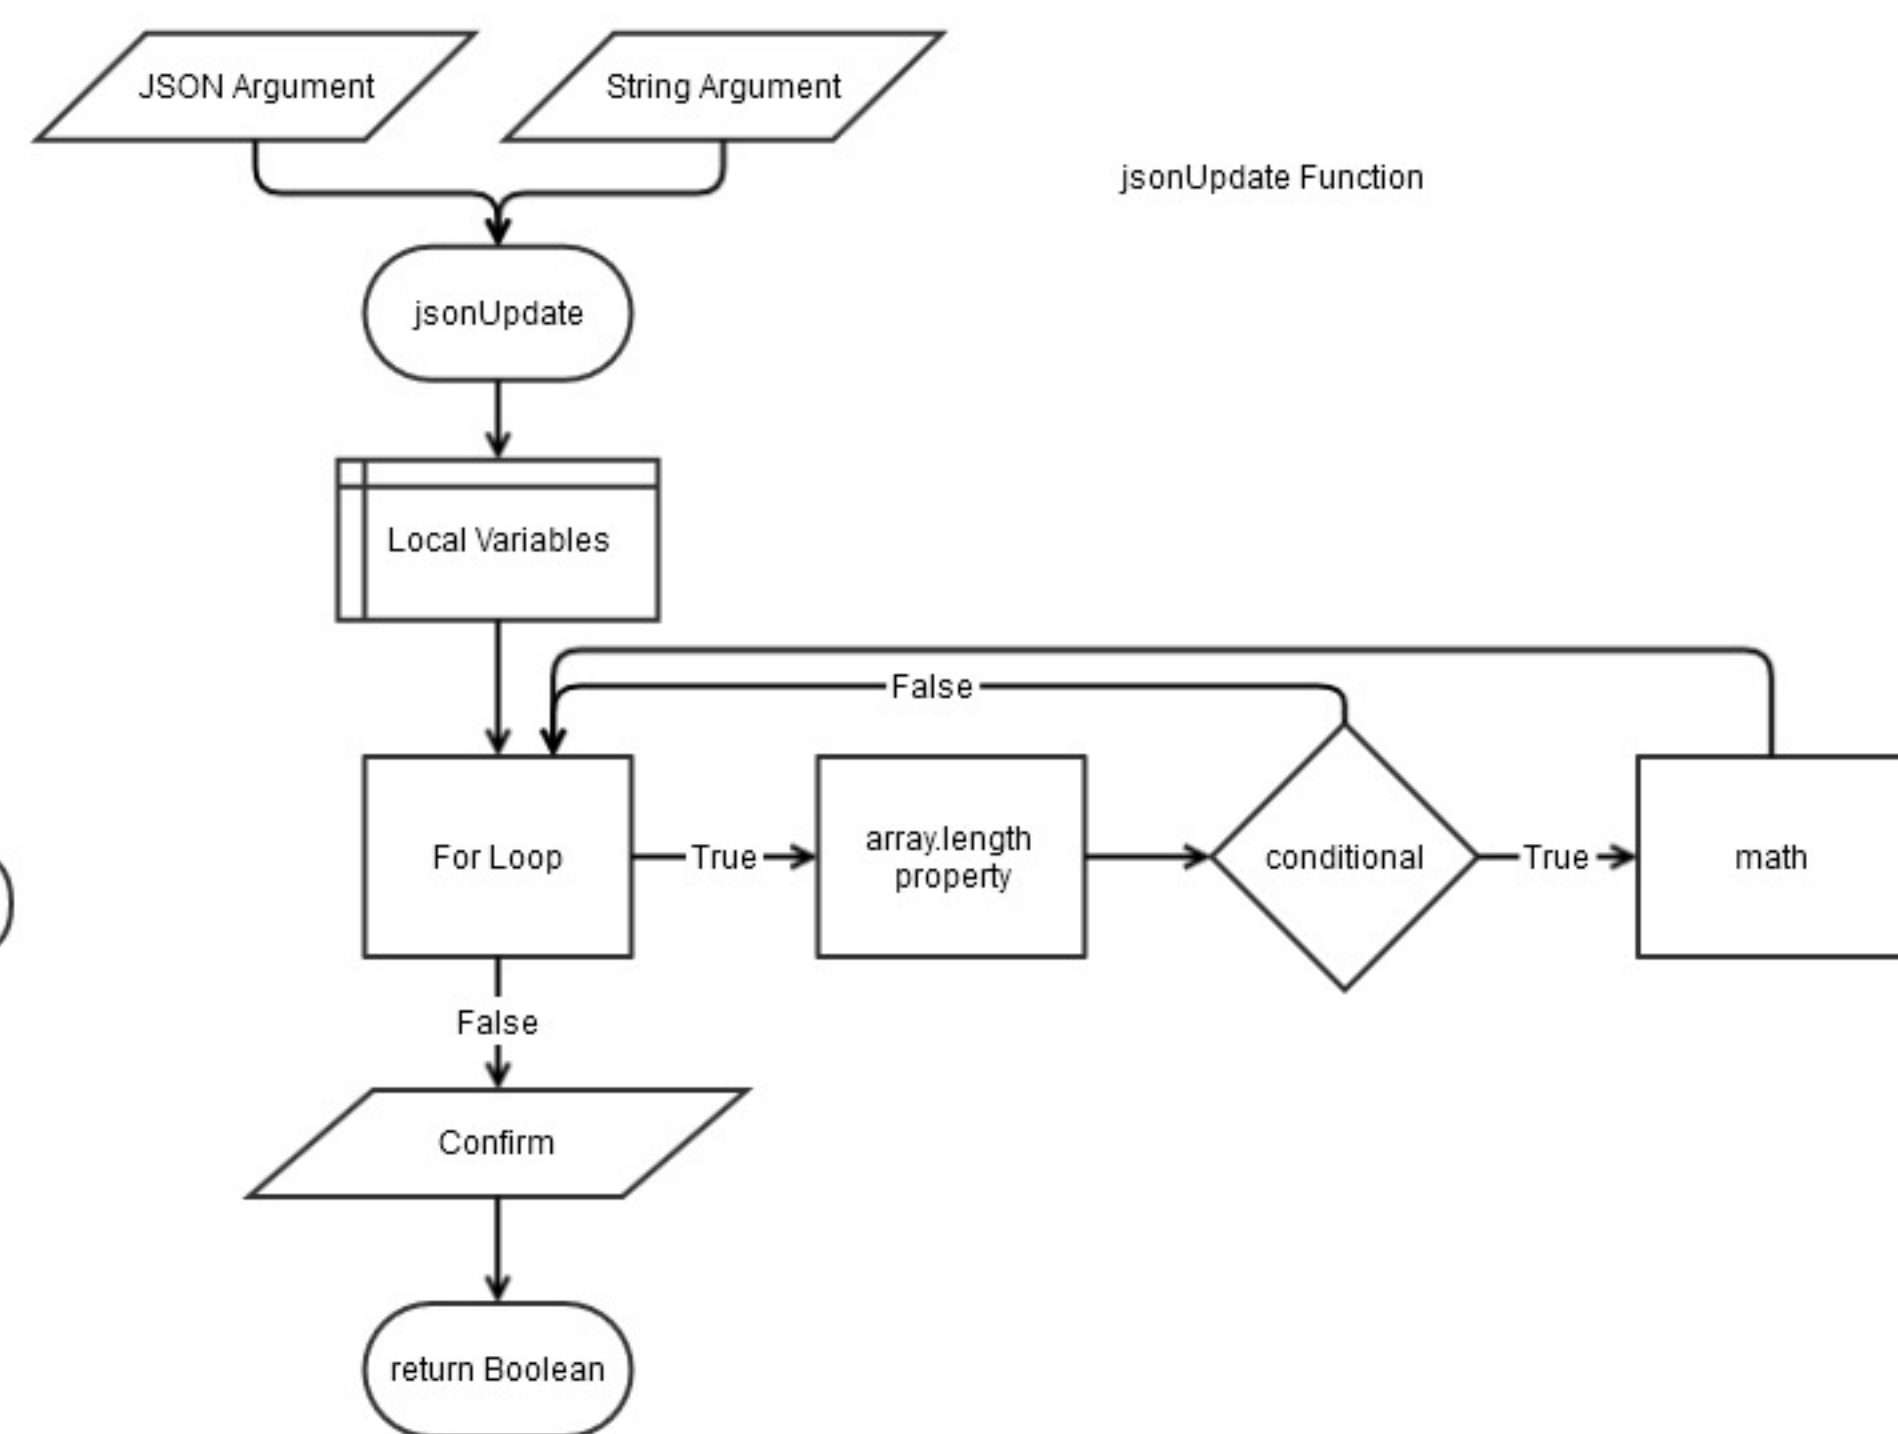 JSON Argument
String Argument
jsonUpdate Function
jsonUpdate
Local Variables
False
For Loop
True
array.length
property
conditional
True
math
False
Confirm
return Boolean